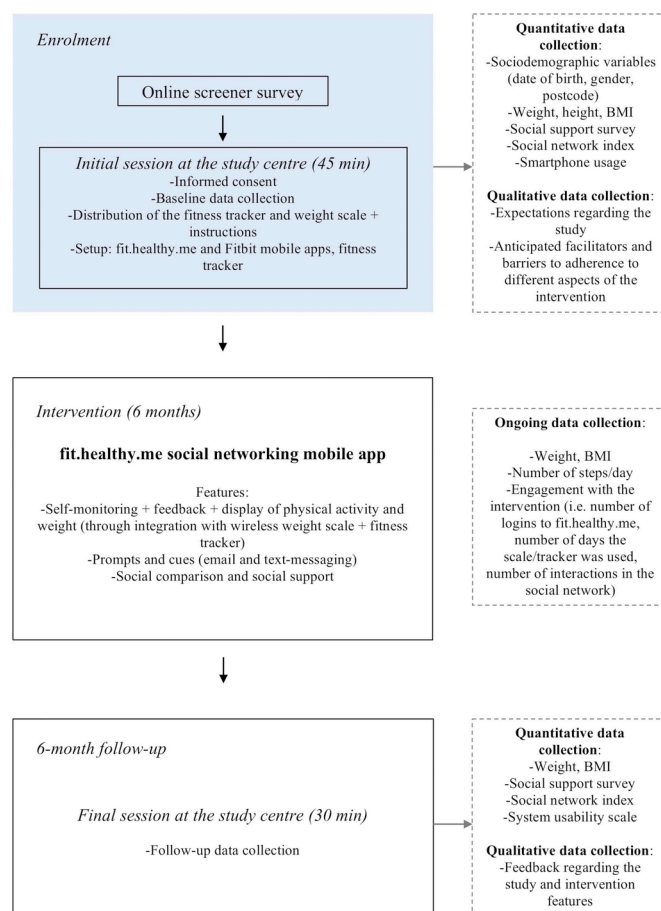 Enrolment
Online screener survey
Initial session at the study centre (45 min)
-Informed consent
-Baseline data collection
-Distribution of the fitness tracker and weight scale +
instructions
-Setup: fit.healthy.me and Fitbit mobile apps, fitness
tracker
Quantitative data
collection:
-Sociodemographic variables
(date of birth, gender,
postcode)
-Weight, height, BMI
-Social support survey
-Social network index
-Smartphone usage
Qualitative data collection:
-Expectations regarding the
study
-Anticipated facilitators and
barriers to adherence to
different aspects of the
intervention
Intervention (6 months)
fit.healthy.me social networking mobile app
Features:
-Self-monitoring + feedback + display of physical activity and
weight (through integration with wireless weight scale + fitness
tracker)
-Prompts and cues (email and text-messaging)
-Social comparison and social support
Ongoing data collection:
-Weight, BMI
-Number of steps/day
-Engagement with the
intervention (i.e. number of
logins to fit.healthy.me,
number of days the
scale/tracker was used,
number of interactions in the
social network)
6-month follow-up
Final session at the study centre (30 min)
-Follow-up data collection
Quantitative data
collection:
-Weight, BMI
-Social support survey
-Social network index
-System usability scale
Qualitative data collection:
-Feedback regarding the
study and intervention
features